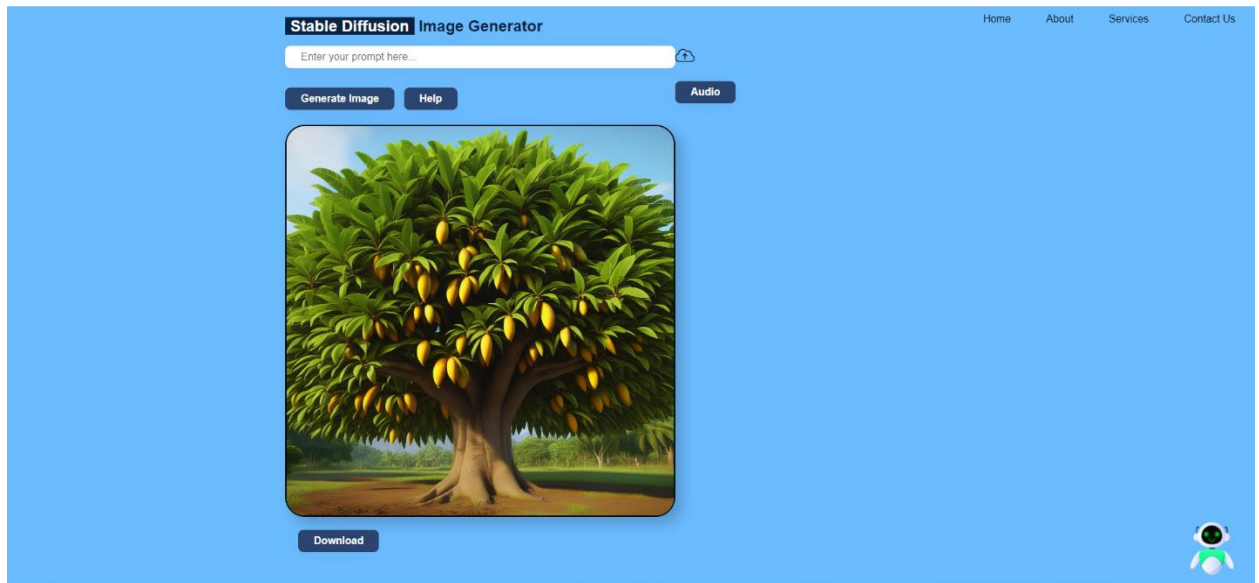 Stable Diffusion Image Generator
Home About Services Contact Us
Enter your prompt here...
Generate Image Help Audio
Download